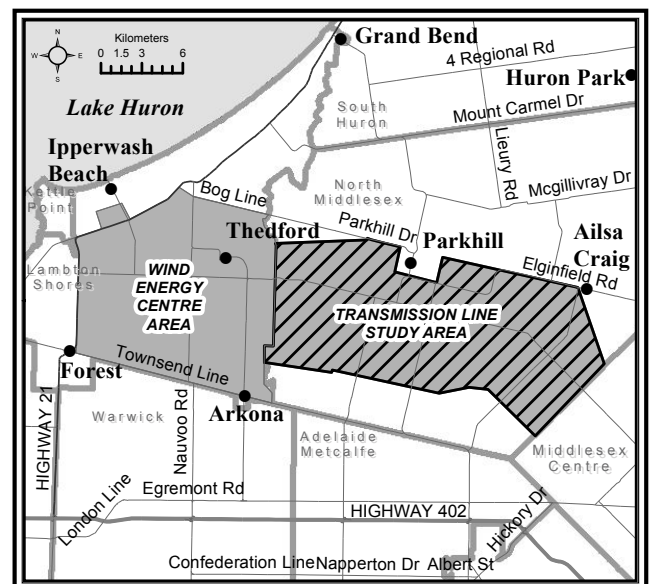 Kilometers
0 1.5 3 6
N
W E
S
Grand Bend
4 Regional Rd
Huron Park
Lake Huron
South
Huron
Mount Carmel Dr
Lieury Rd
Ipperwash
Beach
Kettle
Point
Bog Line
North
Middlesex
Mcgillivray Dr
Thedford
Parkhill Dr
Parkhill
Ailsa
Craig
Elginfield Rd
Lambton
Shores
WIND
ENERGY
CENTRE
AREA
TRANSMISSION LINE
STUDY AREA
Forest
Townsend Line
Arkona
HIGHWAY 21
Warwick
Nauvoo Rd
Adelaide
Metcalfe
Middlesex
Centre
London Line
Egremont Rd
HIGHWAY 402
Hickory Dr
Confederation Line
Napperton Dr
Albert St